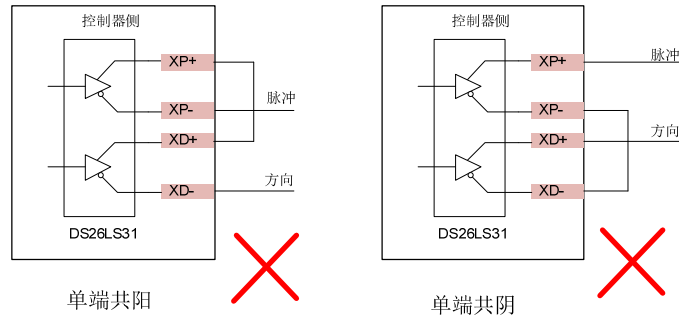 控制器侧
XP+
XP-
脉冲
XD+
XD-
方向
DS26LS31
单端共阳
控制器侧
XP+
脉冲
XP-
XD+
方向
XD-
DS26LS31
单端共阴